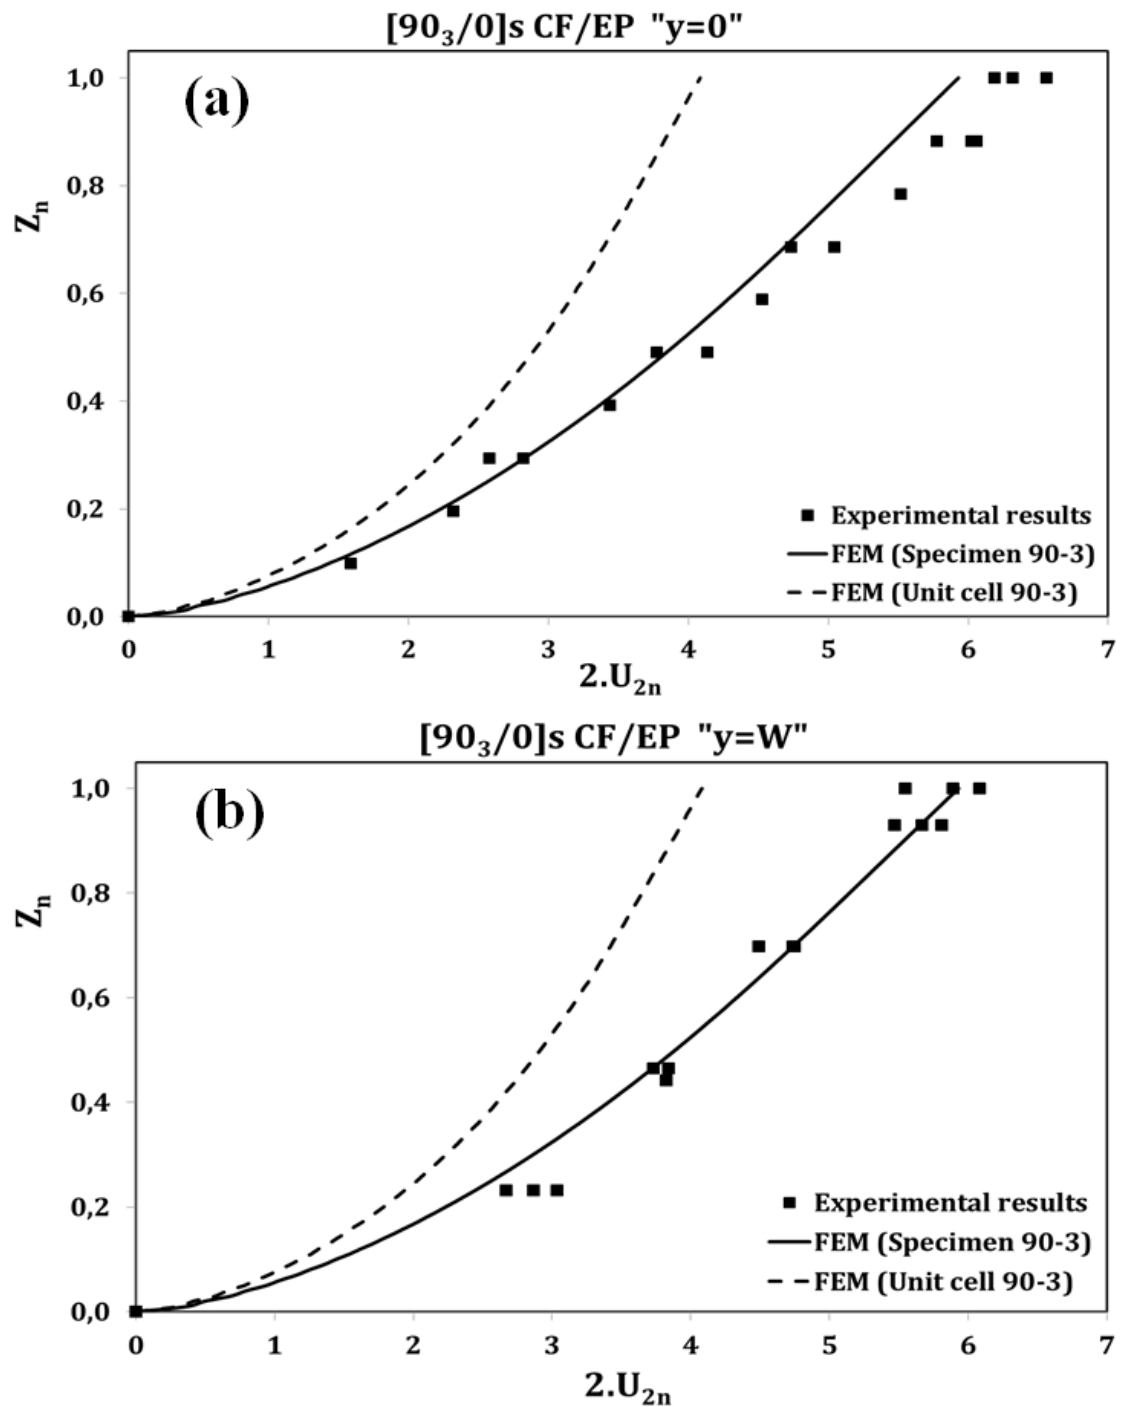 [90₃/0]s CF/EP "y=0"
(a)
1,0
0,8
0,6
0,4
0,2
0,0
Zₙ
Experimental results
FEM (Specimen 90-3)
FEM (Unit cell 90-3)
0 1 2 3 4 5 6 7
2.U₂ₙ
[90₃/0]s CF/EP "y=W"
(b)
1,0
0,8
0,6
0,4
0,2
0,0
Zₙ
Experimental results
FEM (Specimen 90-3)
FEM (Unit cell 90-3)
0 1 2 3 4 5 6 7
2.U₂ₙ